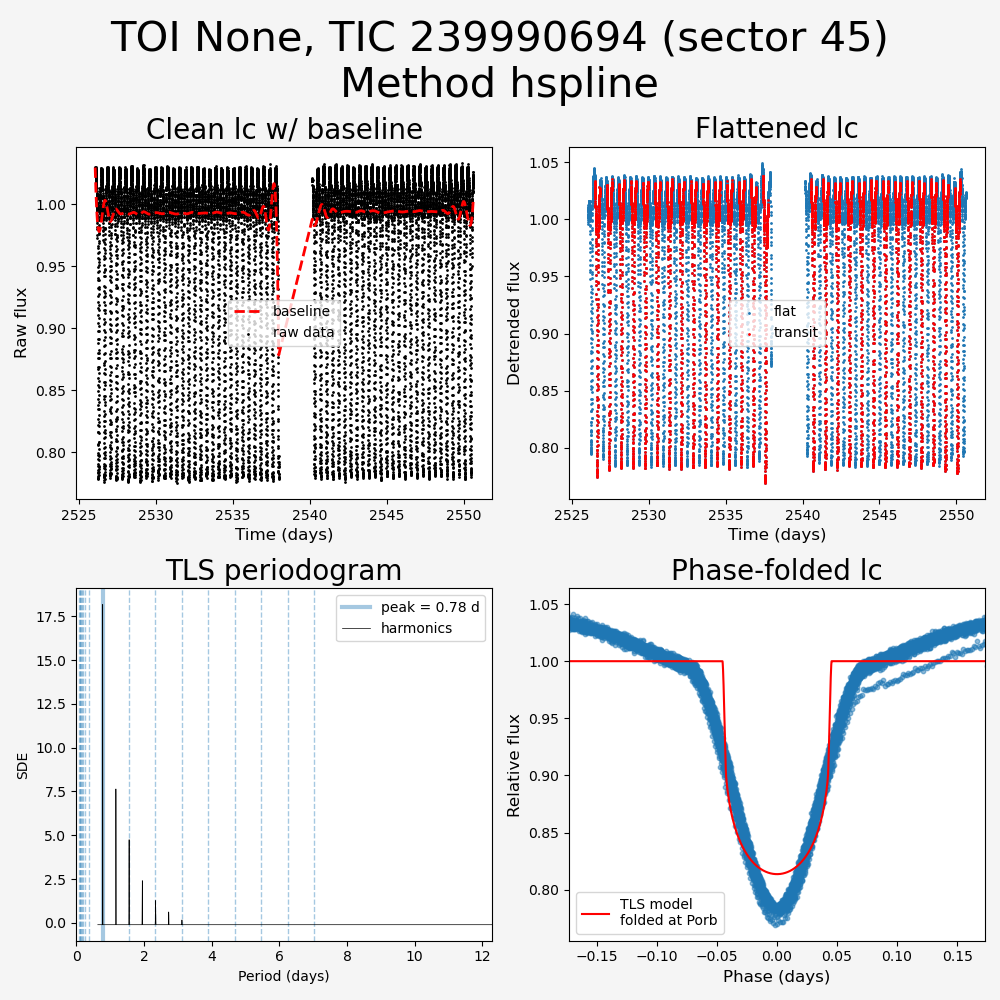 TOI None, TIC 239990694 (sector 45)
Method hspline
Clean lc w/ baseline
Raw flux
1.00
0.95
0.90
0.85
0.80
baseline
raw data
2525
2530
2535
2540
2545
2550
Time (days)
Flattened lc
Detrended flux
1.05
1.00
0.95
0.90
0.85
0.80
flat
transit
2525
2530
2535
2540
2545
2550
Time (days)
TLS periodogram
SDE
17.5
15.0
12.5
10.0
7.5
5.0
2.5
0.0
peak = 0.78 d
harmonics
0
2
4
6
8
10
12
Period (days)
Phase-folded lc
Relative flux
1.05
1.00
0.95
0.90
0.85
0.80
TLS model
folded at Porb
−0.15
−0.10
−0.05
0.00
0.05
0.10
0.15
Phase (days)